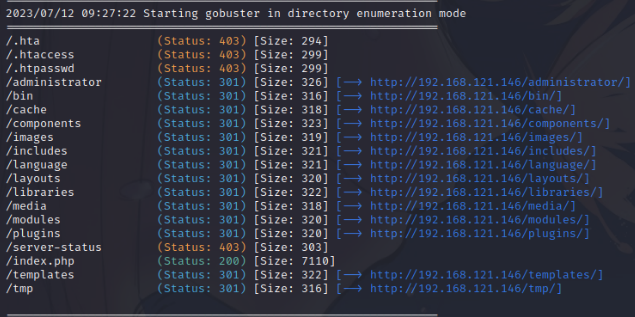 2023/07/12 09:27:22 Starting gobuster in directory enumeration mode
/.hta (Status: 403) [Size: 294]
/.htaccess (Status: 403) [Size: 299]
/.htpasswd (Status: 403) [Size: 299]
/administrator (Status: 301) [Size: 326] [--> http://192.168.121.146/administrator/]
/bin (Status: 301) [Size: 316] [--> http://192.168.121.146/bin/]
/cache (Status: 301) [Size: 318] [--> http://192.168.121.146/cache/]
/components (Status: 301) [Size: 323] [--> http://192.168.121.146/components/]
/images (Status: 301) [Size: 319] [--> http://192.168.121.146/images/]
/includes (Status: 301) [Size: 321] [--> http://192.168.121.146/includes/]
/language (Status: 301) [Size: 321] [--> http://192.168.121.146/language/]
/layouts (Status: 301) [Size: 320] [--> http://192.168.121.146/layouts/]
/libraries (Status: 301) [Size: 322] [--> http://192.168.121.146/libraries/]
/media (Status: 301) [Size: 318] [--> http://192.168.121.146/media/]
/modules (Status: 301) [Size: 320] [--> http://192.168.121.146/modules/]
/plugins (Status: 301) [Size: 320] [--> http://192.168.121.146/plugins/]
/server-status (Status: 403) [Size: 303]
/index.php (Status: 200) [Size: 7110]
/templates (Status: 301) [Size: 322] [--> http://192.168.121.146/templates/]
/tmp (Status: 301) [Size: 316] [--> http://192.168.121.146/tmp/]